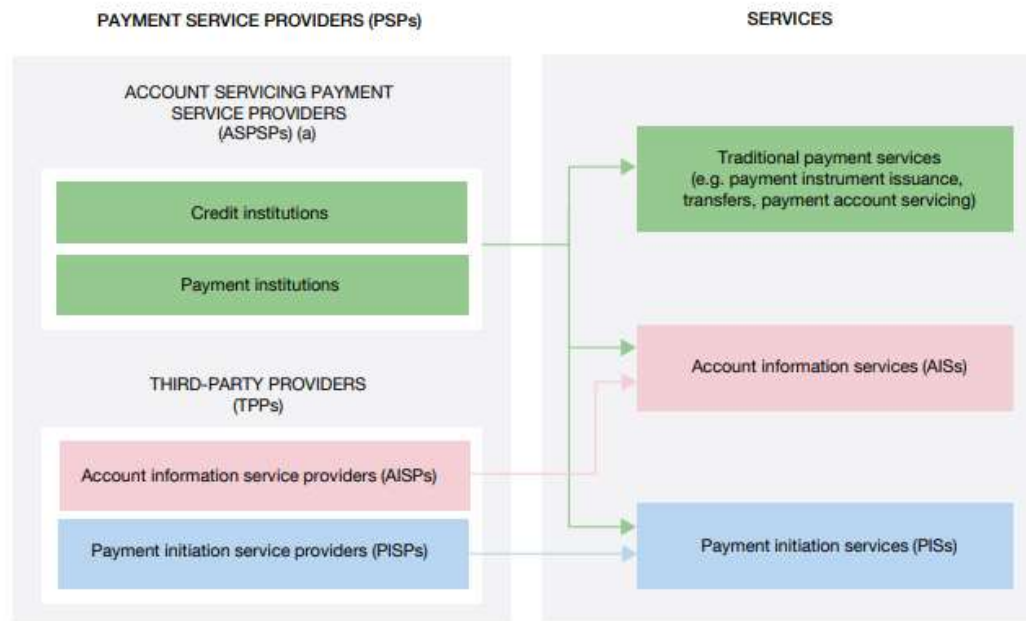 PAYMENT SERVICE PROVIDERS (PSPs)
ACCOUNT SERVICING PAYMENT
SERVICE PROVIDERS
(ASPSPs) (a)
Credit institutions
Payment institutions
THIRD-PARTY PROVIDERS
(TPPs)
Account information service providers (AISPs)
Payment initiation service providers (PISPs)
SERVICES
Traditional payment services
(e.g. payment instrument issuance,
transfers, payment account servicing)
Account information services (AISs)
Payment initiation services (PISs)